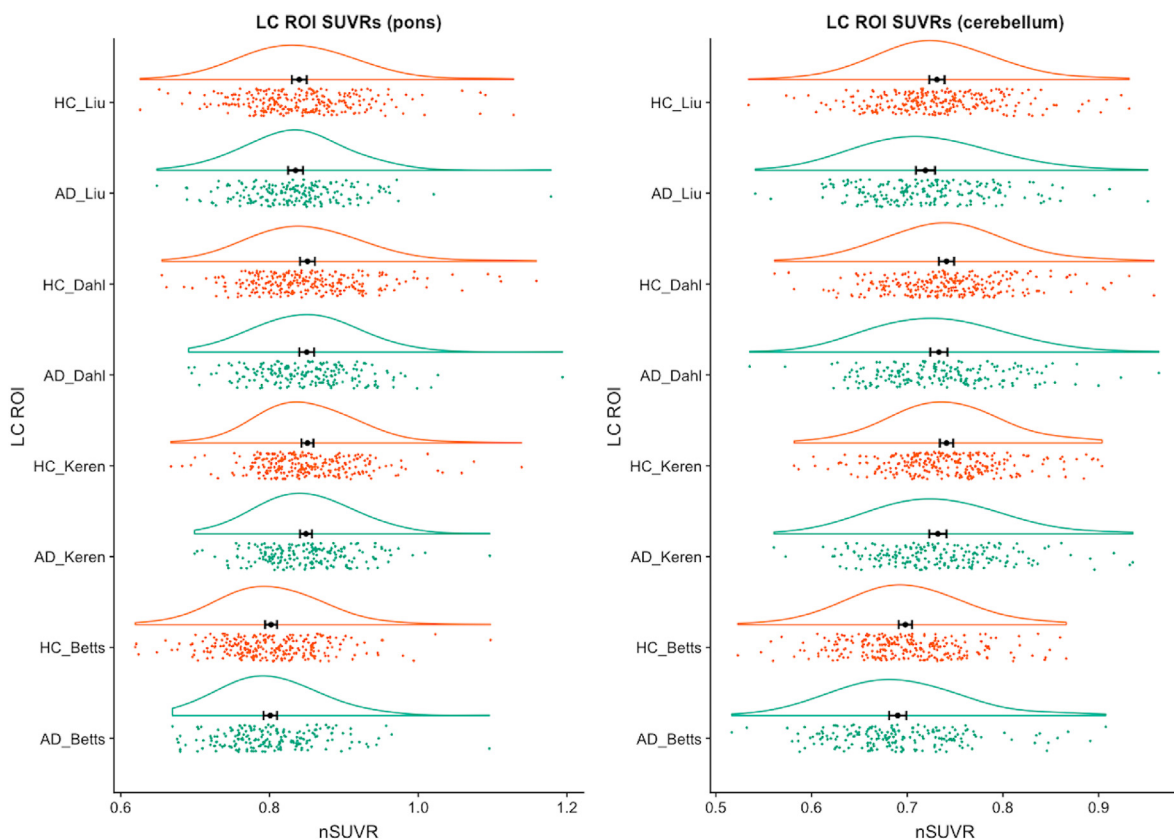 LC ROI SUVRs (pons)
HC_Liu
AD_Liu
HC_Dahl
AD_Dahl
HC_Keren
AD_Keren
HC_Betts
AD_Betts
LC ROI
0.6 0.8 1.0 1.2
nSUVR
LC ROI SUVRs (cerebellum)
HC_Liu
AD_Liu
HC_Dahl
AD_Dahl
HC_Keren
AD_Keren
HC_Betts
AD_Betts
LC ROI
0.5 0.6 0.7 0.8 0.9
nSUVR